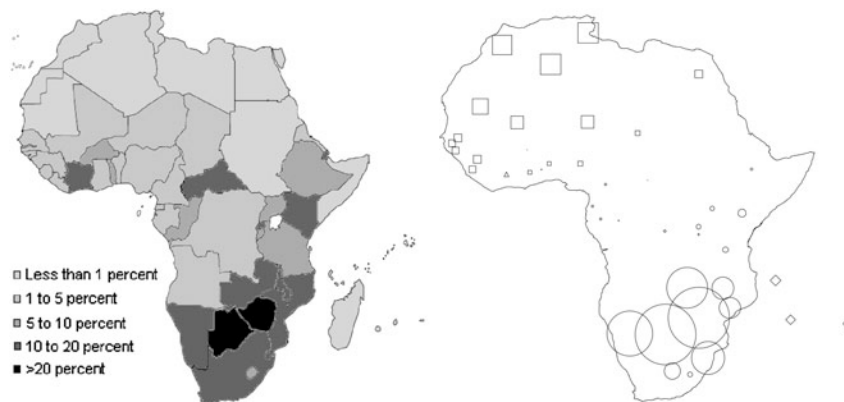 Less than 1 percent
1 to 5 percent
5 to 10 percent
10 to 20 percent
>20 percent